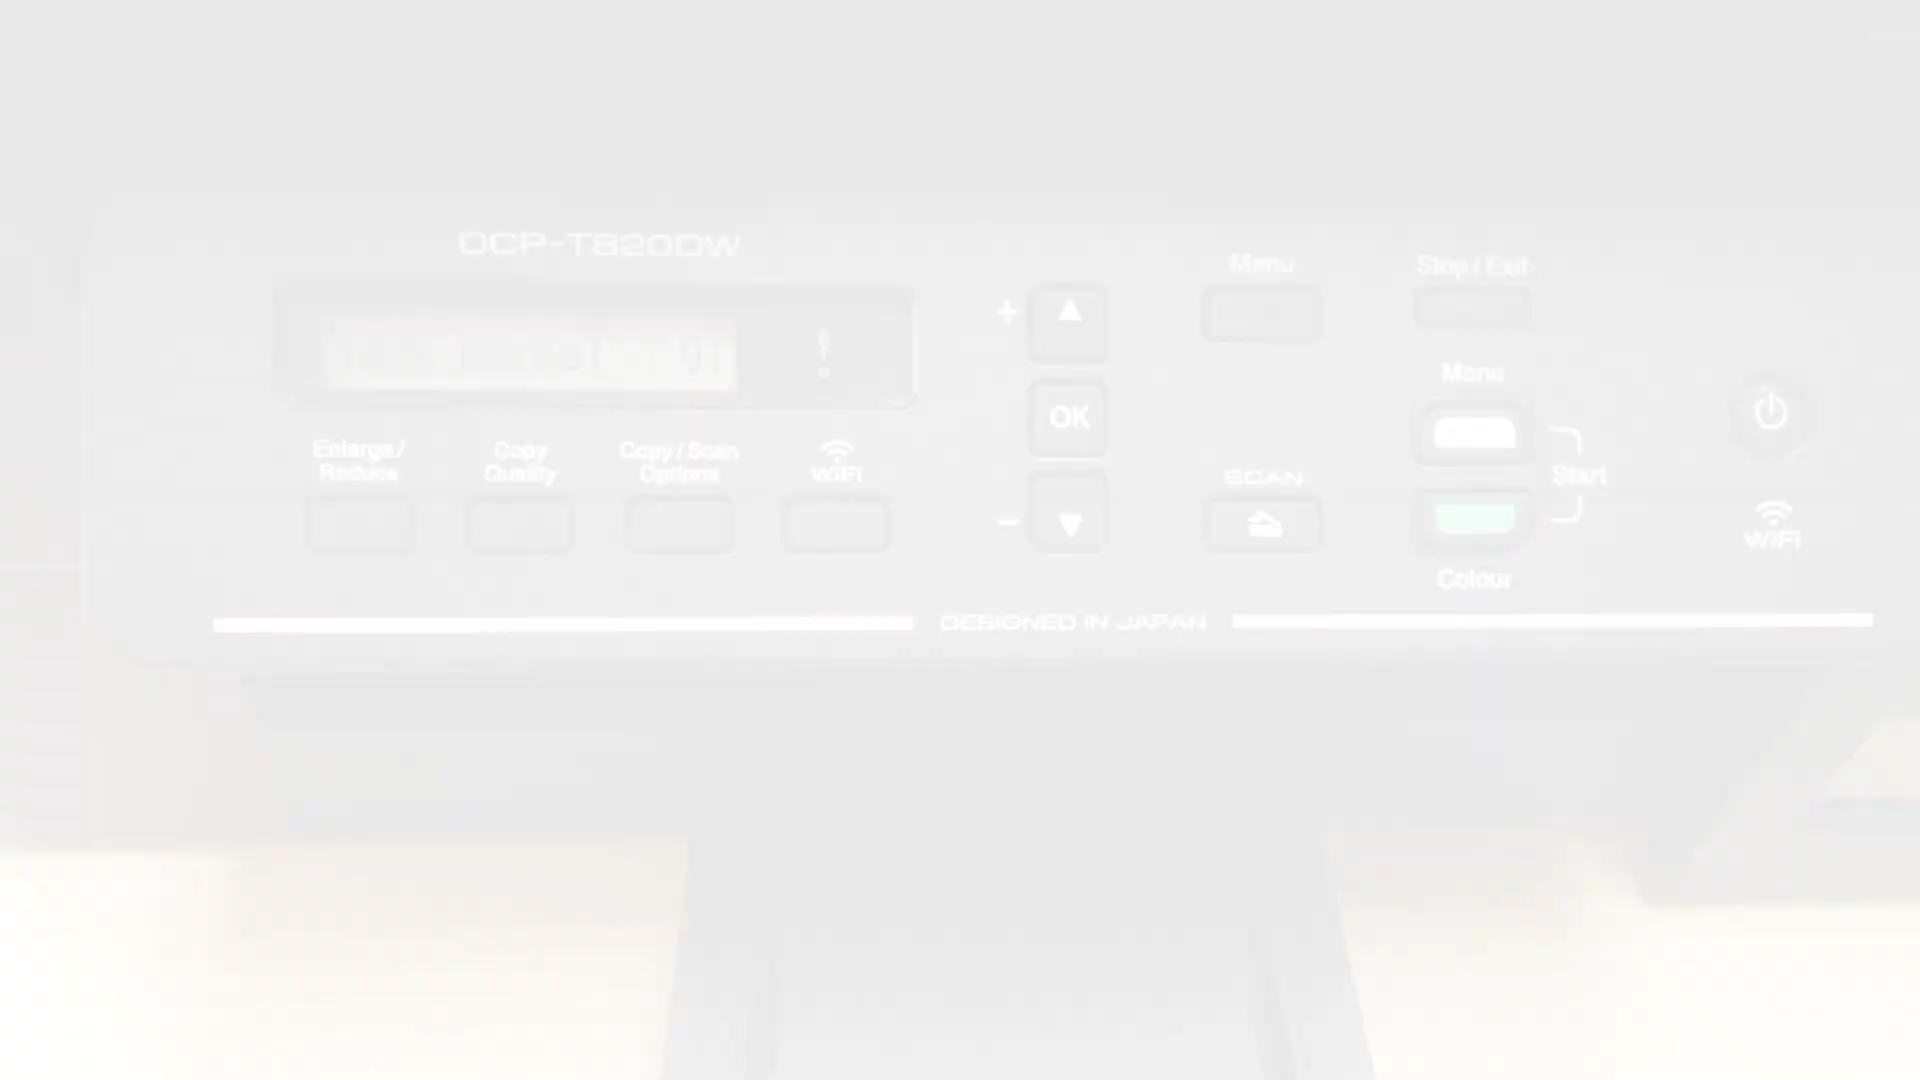 DCP-T820DW
Menu
Stop / Exit
+
!
Mono
OK
Enlarge /
Reduce
Copy
Quality
Copy / Scan
Options
WiFi
SCAN
Start
−
WiFi
Colour
DESIGNED IN JAPAN